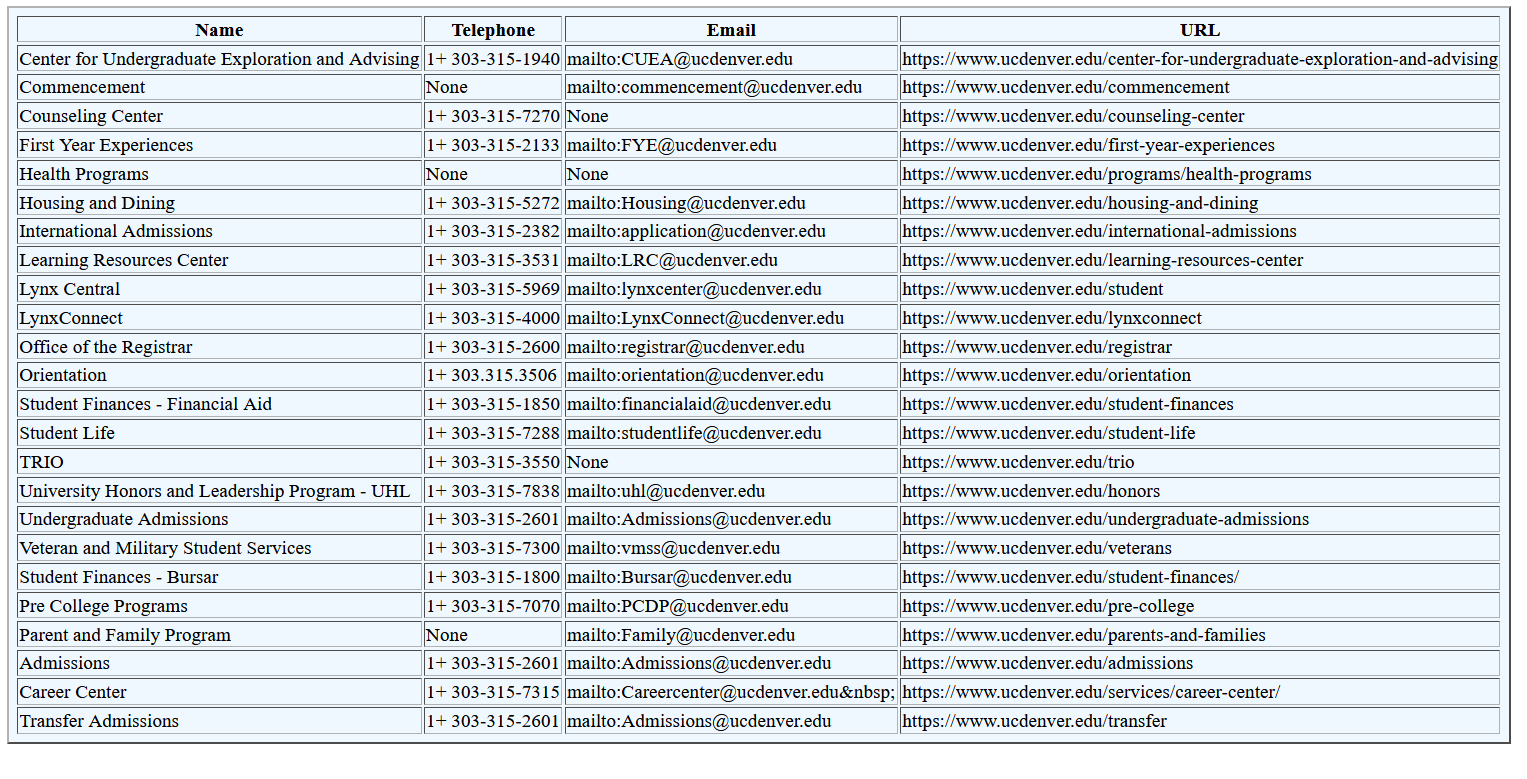 Name Telephone Email URL
Center for Undergraduate Exploration and Advising 1+ 303-315-1940 mailto:CUEA@ucdenver.edu https://www.ucdenver.edu/center-for-undergraduate-exploration-and-advising
Commencement None mailto:commencement@ucdenver.edu https://www.ucdenver.edu/commencement
Counseling Center 1+ 303-315-7270 None https://www.ucdenver.edu/counseling-center
First Year Experiences 1+ 303-315-2133 mailto:FYE@ucdenver.edu https://www.ucdenver.edu/first-year-experiences
Health Programs None None https://www.ucdenver.edu/programs/health-programs
Housing and Dining 1+ 303-315-5272 mailto:Housing@ucdenver.edu https://www.ucdenver.edu/housing-and-dining
International Admissions 1+ 303-315-2382 mailto:application@ucdenver.edu https://www.ucdenver.edu/international-admissions
Learning Resources Center 1+ 303-315-3531 mailto:LRC@ucdenver.edu https://www.ucdenver.edu/learning-resources-center
Lynx Central 1+ 303-315-5969 mailto:lynxcenter@ucdenver.edu https://www.ucdenver.edu/student
LynxConnect 1+ 303-315-4000 mailto:LynxConnect@ucdenver.edu https://www.ucdenver.edu/lynxconnect
Office of the Registrar 1+ 303-315-2600 mailto:registrar@ucdenver.edu https://www.ucdenver.edu/registrar
Orientation 1+ 303.315.3506 mailto:orientation@ucdenver.edu https://www.ucdenver.edu/orientation
Student Finances - Financial Aid 1+ 303-315-1850 mailto:financialaid@ucdenver.edu https://www.ucdenver.edu/student-finances
Student Life 1+ 303-315-7288 mailto:studentlife@ucdenver.edu https://www.ucdenver.edu/student-life
TRIO 1+ 303-315-3550 None https://www.ucdenver.edu/trio
University Honors and Leadership Program - UHL 1+ 303-315-7838 mailto:uhl@ucdenver.edu https://www.ucdenver.edu/honors
Undergraduate Admissions 1+ 303-315-2601 mailto:Admissions@ucdenver.edu https://www.ucdenver.edu/undergraduate-admissions
Veteran and Military Student Services 1+ 303-315-7300 mailto:vmss@ucdenver.edu https://www.ucdenver.edu/veterans
Student Finances - Bursar 1+ 303-315-1800 mailto:Bursar@ucdenver.edu https://www.ucdenver.edu/student-finances/
Pre College Programs 1+ 303-315-7070 mailto:PCDP@ucdenver.edu https://www.ucdenver.edu/pre-college
Parent and Family Program None mailto:Family@ucdenver.edu https://www.ucdenver.edu/parents-and-families
Admissions 1+ 303-315-2601 mailto:Admissions@ucdenver.edu https://www.ucdenver.edu/admissions
Career Center 1+ 303-315-7315 mailto:Careercenter@ucdenver.edu&nbsp; https://www.ucdenver.edu/services/career-center/
Transfer Admissions 1+ 303-315-2601 mailto:Admissions@ucdenver.edu https://www.ucdenver.edu/transfer